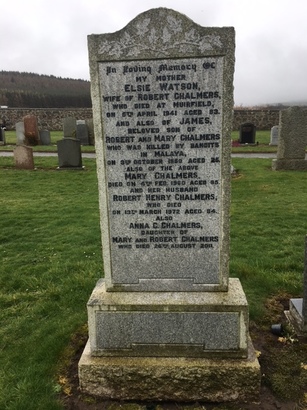 In Loving Memory Of
MY MOTHER
ELSIE WATSON,
WIFE OF ROBERT CHALMERS,
WHO DIED AT MUIRFIELD,
ON 5TH APRIL 1941 AGED 53.
AND ALSO OF JAMES,
BELOVED SON OF
ROBERT AND MARY CHALMERS
WHO WAS KILLED BY BANDITS
IN MALAYA,
ON 5TH OCTOBER 1950 AGED 25.
ALSO OF THE ABOVE
MARY CHALMERS,
DIED ON 4TH FEB. 1960 AGED 65
AND HER HUSBAND
ROBERT HENRY CHALMERS,
WHO DIED
ON 13TH MARCH 1972 AGED 84.
ALSO
ANNA C. CHALMERS,
DAUGHTER OF
MARY AND ROBERT CHALMERS
WHO DIED 26TH AUGUST 2011.